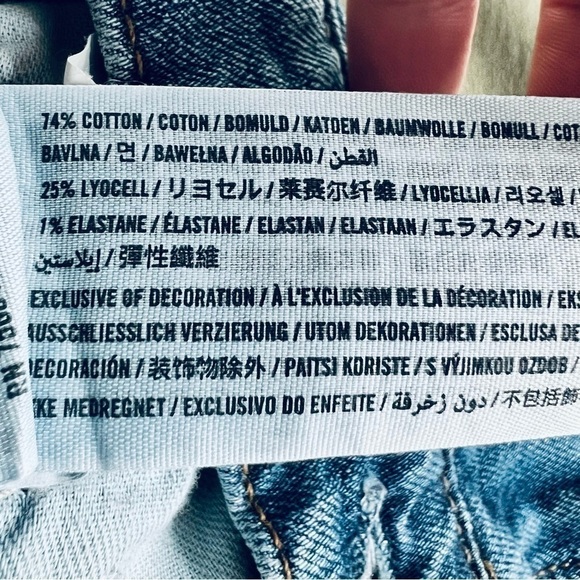 74% COTTON / COTON / BOMULD / KATOEN / BAUMWOLLE / BOMULL / COT
BAVLNA / 면 / BAWEŁNA / ALGODÃO / القطن
25% LYOCELL / リヨセル / 莱赛尔纤维 / LYOCELLIA / 리오셀 /
1% ELASTANE / ÉLASTANE / ELASTAN / ELASTAAN / エラスタン / EL
إيلاستين / 彈性纖維
EXCLUSIVE OF DECORATION / À L'EXCLUSION DE LA DÉCORATION / EKS
AUSSCHLIESSLICH VERZIERUNG / UTOM DEKORATIONEN / ESCLUSA DE
DECORACIÓN / 装饰物除外 / PAITSI KORISTE / S VÝJIMKOU OZDOB /
KE MEDREGNET / EXCLUSIVO DO ENFEITE / دون زخرفة / 不包括飾
RN